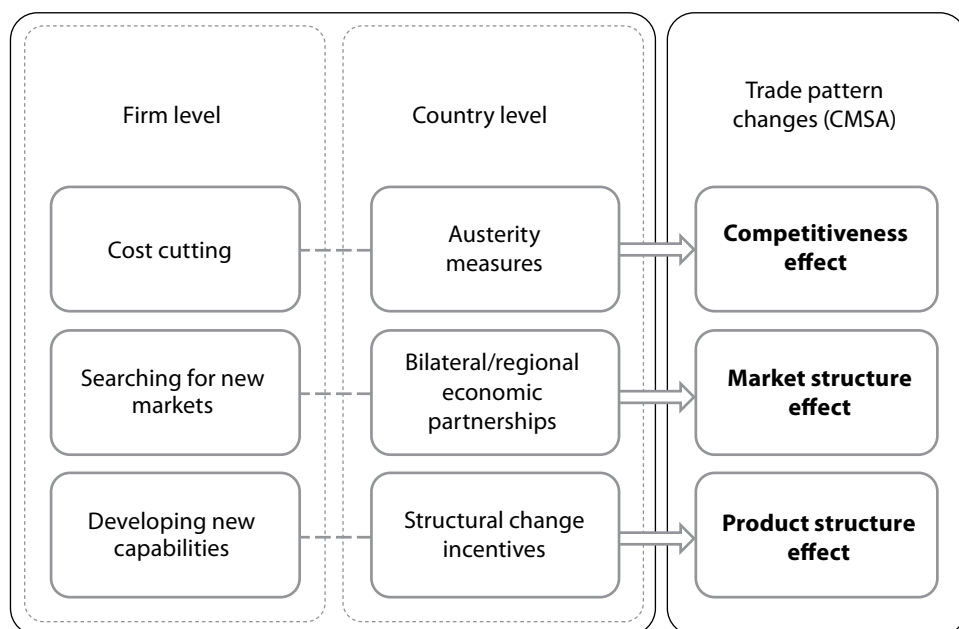 Firm level
Country level
Trade pattern
changes (CMSA)
Cost cutting
Austerity
measures
Competitiveness
effect
Searching for new
markets
Bilateral/regional
economic
partnerships
Market structure
effect
Developing new
capabilities
Structural change
incentives
Product structure
effect